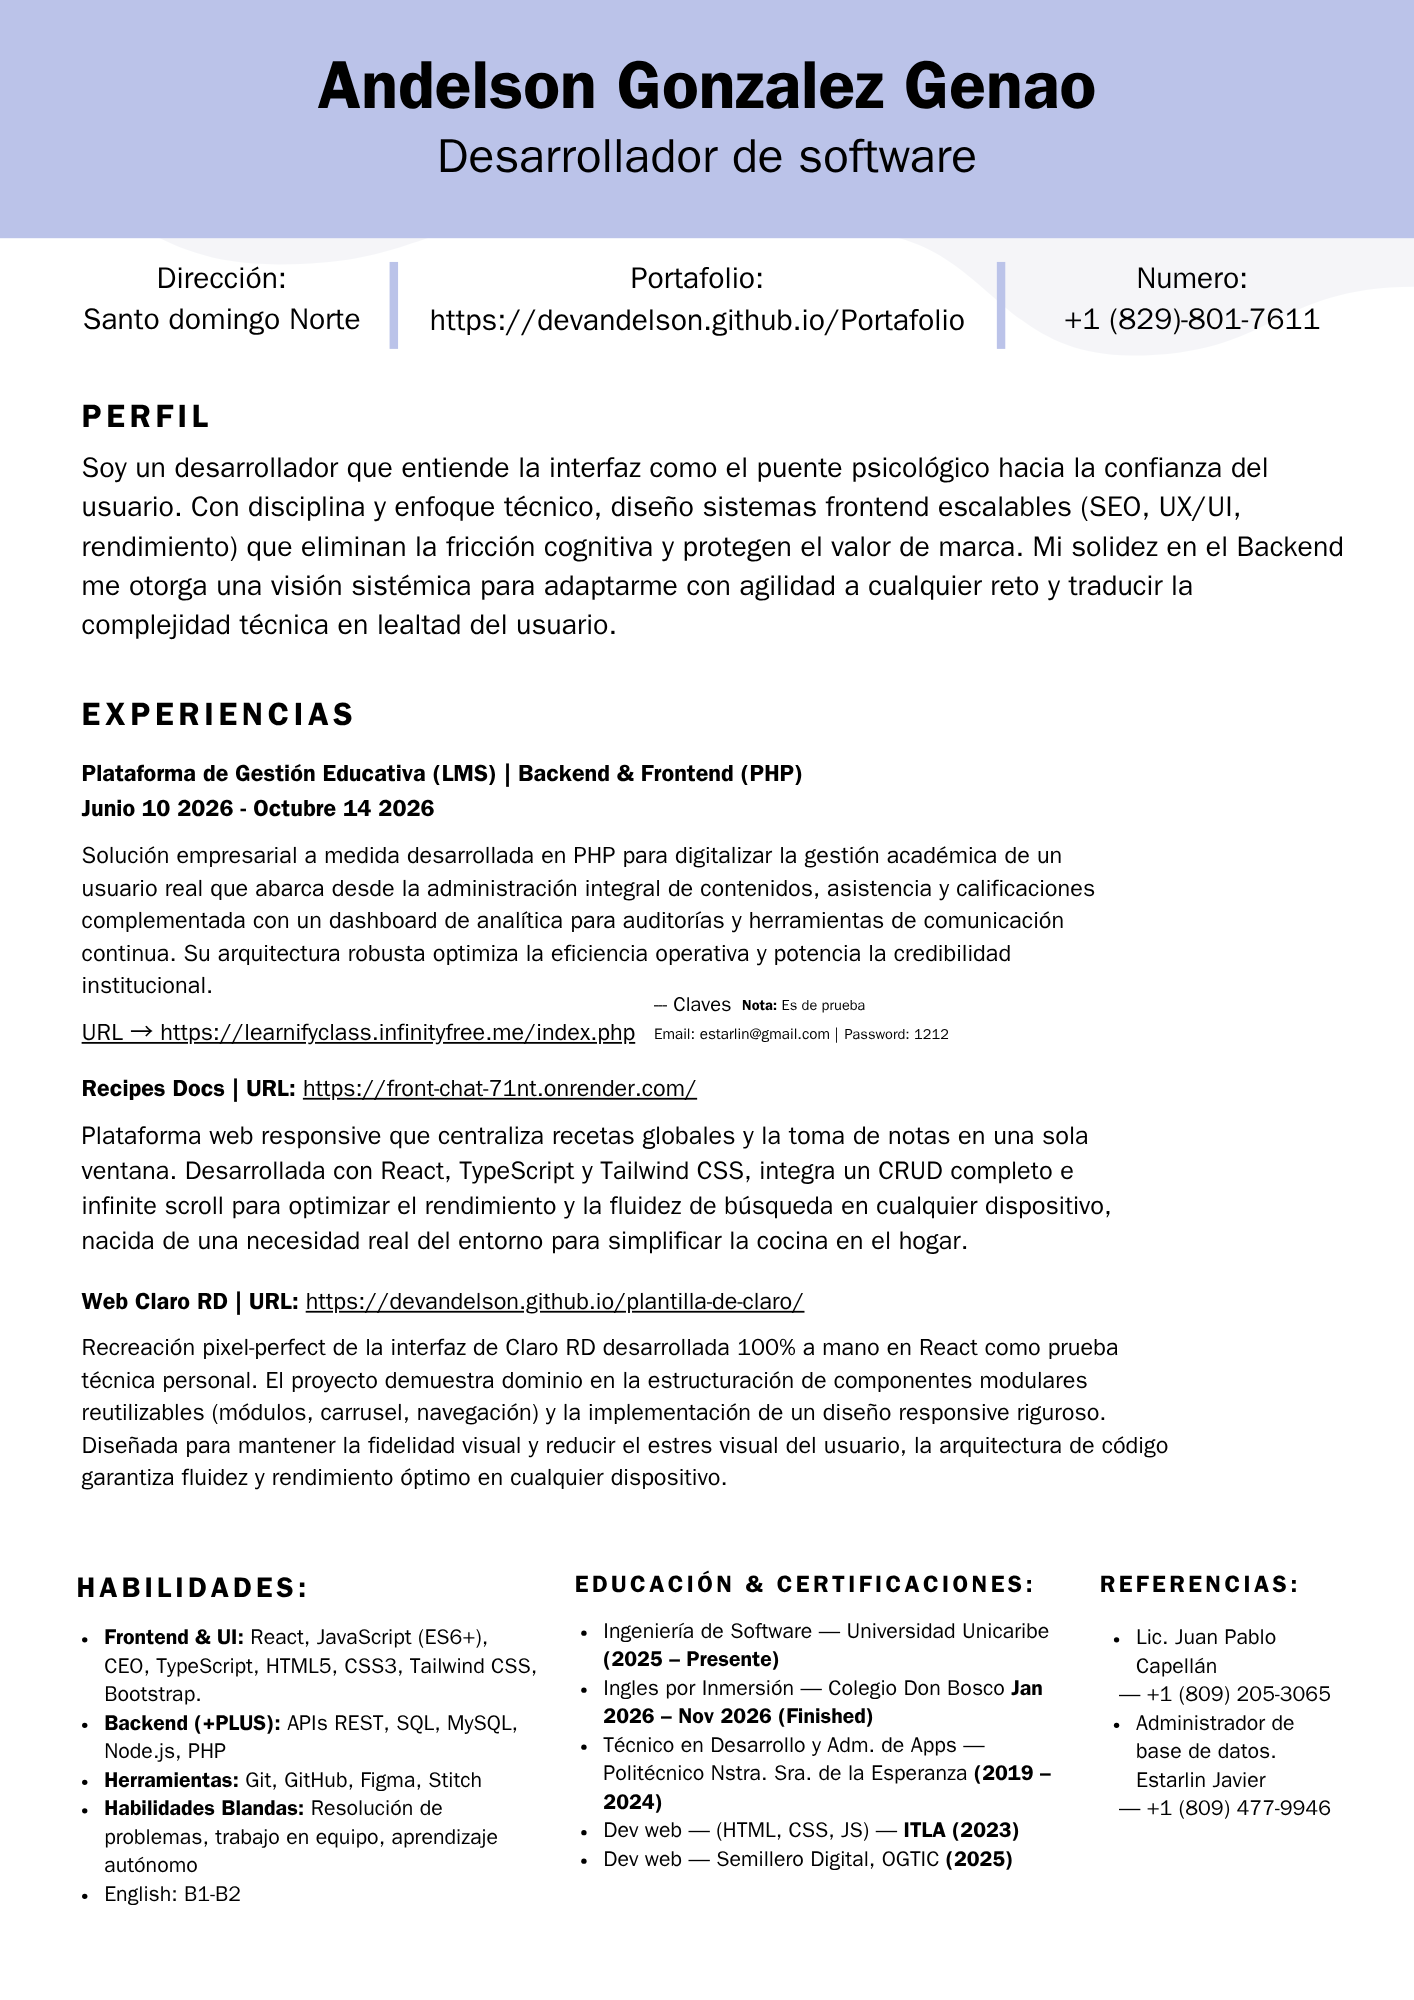 Andelson Gonzalez Genao
Desarrollador de software
Dirección:
Santo domingo Norte
Portafolio:
https://devandelson.github.io/Portafolio
Numero:
+1 (829)-801-7611
PERFIL
Soy un desarrollador que entiende la interfaz como el puente psicológico hacia la confianza del
usuario. Con disciplina y enfoque técnico, diseño sistemas frontend escalables (SEO, UX/UI,
rendimiento) que eliminan la fricción cognitiva y protegen el valor de marca. Mi solidez en el Backend
me otorga una visión sistémica para adaptarme con agilidad a cualquier reto y traducir la
complejidad técnica en lealtad del usuario.
EXPERIENCIAS
Plataforma de Gestión Educativa (LMS) | Backend & Frontend (PHP)
Junio 10 2026 - Octubre 14 2026
Solución empresarial a medida desarrollada en PHP para digitalizar la gestión académica de un
usuario real que abarca desde la administración integral de contenidos, asistencia y calificaciones
complementada con un dashboard de analítica para auditorías y herramientas de comunicación
continua. Su arquitectura robusta optimiza la eficiencia operativa y potencia la credibilidad
institucional.
— Claves Nota: Es de prueba
URL → https://learnifyclass.infinityfree.me/index.php
Email: estarlin@gmail.com | Password: 1212
Recipes Docs | URL: https://front-chat-71nt.onrender.com/
Plataforma web responsive que centraliza recetas globales y la toma de notas en una sola
ventana. Desarrollada con React, TypeScript y Tailwind CSS, integra un CRUD completo e
infinite scroll para optimizar el rendimiento y la fluidez de búsqueda en cualquier dispositivo,
nacida de una necesidad real del entorno para simplificar la cocina en el hogar.
Web Claro RD | URL: https://devandelson.github.io/plantilla-de-claro/
Recreación pixel-perfect de la interfaz de Claro RD desarrollada 100% a mano en React como prueba
técnica personal. El proyecto demuestra dominio en la estructuración de componentes modulares
reutilizables (módulos, carrusel, navegación) y la implementación de un diseño responsive riguroso.
Diseñada para mantener la fidelidad visual y reducir el estres visual del usuario, la arquitectura de código
garantiza fluidez y rendimiento óptimo en cualquier dispositivo.
HABILIDADES:
• Frontend & UI: React, JavaScript (ES6+),
CEO, TypeScript, HTML5, CSS3, Tailwind CSS,
Bootstrap.
• Backend (+PLUS): APIs REST, SQL, MySQL,
Node.js, PHP
• Herramientas: Git, GitHub, Figma, Stitch
• Habilidades Blandas: Resolución de
problemas, trabajo en equipo, aprendizaje
autónomo
• English: B1-B2
EDUCACIÓN & CERTIFICACIONES:
• Ingeniería de Software — Universidad Unicaribe
(2025 – Presente)
• Ingles por Inmersión — Colegio Don Bosco Jan
2026 – Nov 2026 (Finished)
• Técnico en Desarrollo y Adm. de Apps —
Politécnico Nstra. Sra. de la Esperanza (2019 –
2024)
• Dev web — (HTML, CSS, JS) — ITLA (2023)
• Dev web — Semillero Digital, OGTIC (2025)
REFERENCIAS:
• Lic. Juan Pablo
Capellán
— +1 (809) 205-3065
• Administrador de
base de datos.
Estarlin Javier
— +1 (809) 477-9946